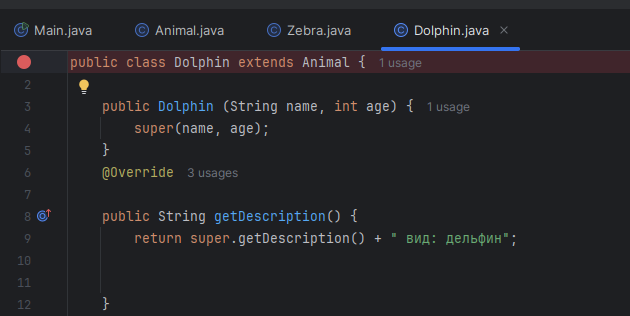 Main.java Animal.java Zebra.java Dolphin.java
public class Dolphin extends Animal { 1 usage
2
3 public Dolphin (String name, int age) { 1 usage
4 super(name, age);
5 }
6 @Override 3 usages
7
8 public String getDescription() {
9 return super.getDescription() + " вид: дельфин";
10
11
12 }